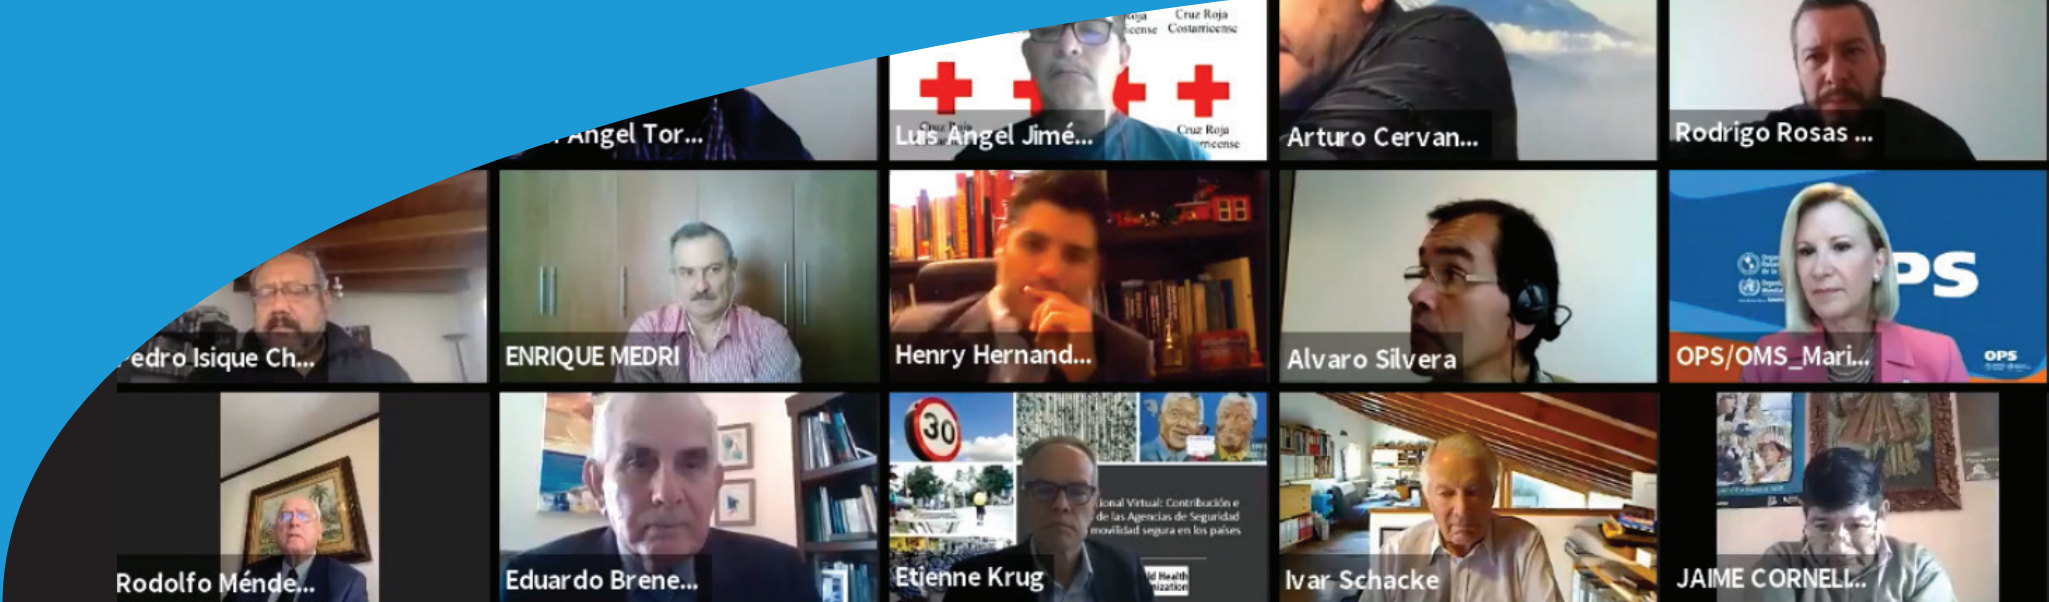 Cruz Roja
Costarricense
Angel Tor...
Luis Angel Jimé...
Cruz Roja
Arturo Cervan...
Rodrigo Rosas ...
Pedro Isique Ch...
ENRIQUE MEDRI
Henry Hernand...
Alvaro Silvera
PS
OPS
OPS/OMS_Mari...
Rodolfo Ménde...
Eduardo Brene...
30
ional Virtual: Contribución e
de las Agencias de Seguridad
movilidad segura en los países
Etienne Krug
Ivar Schacke
JAIME CORNELI...